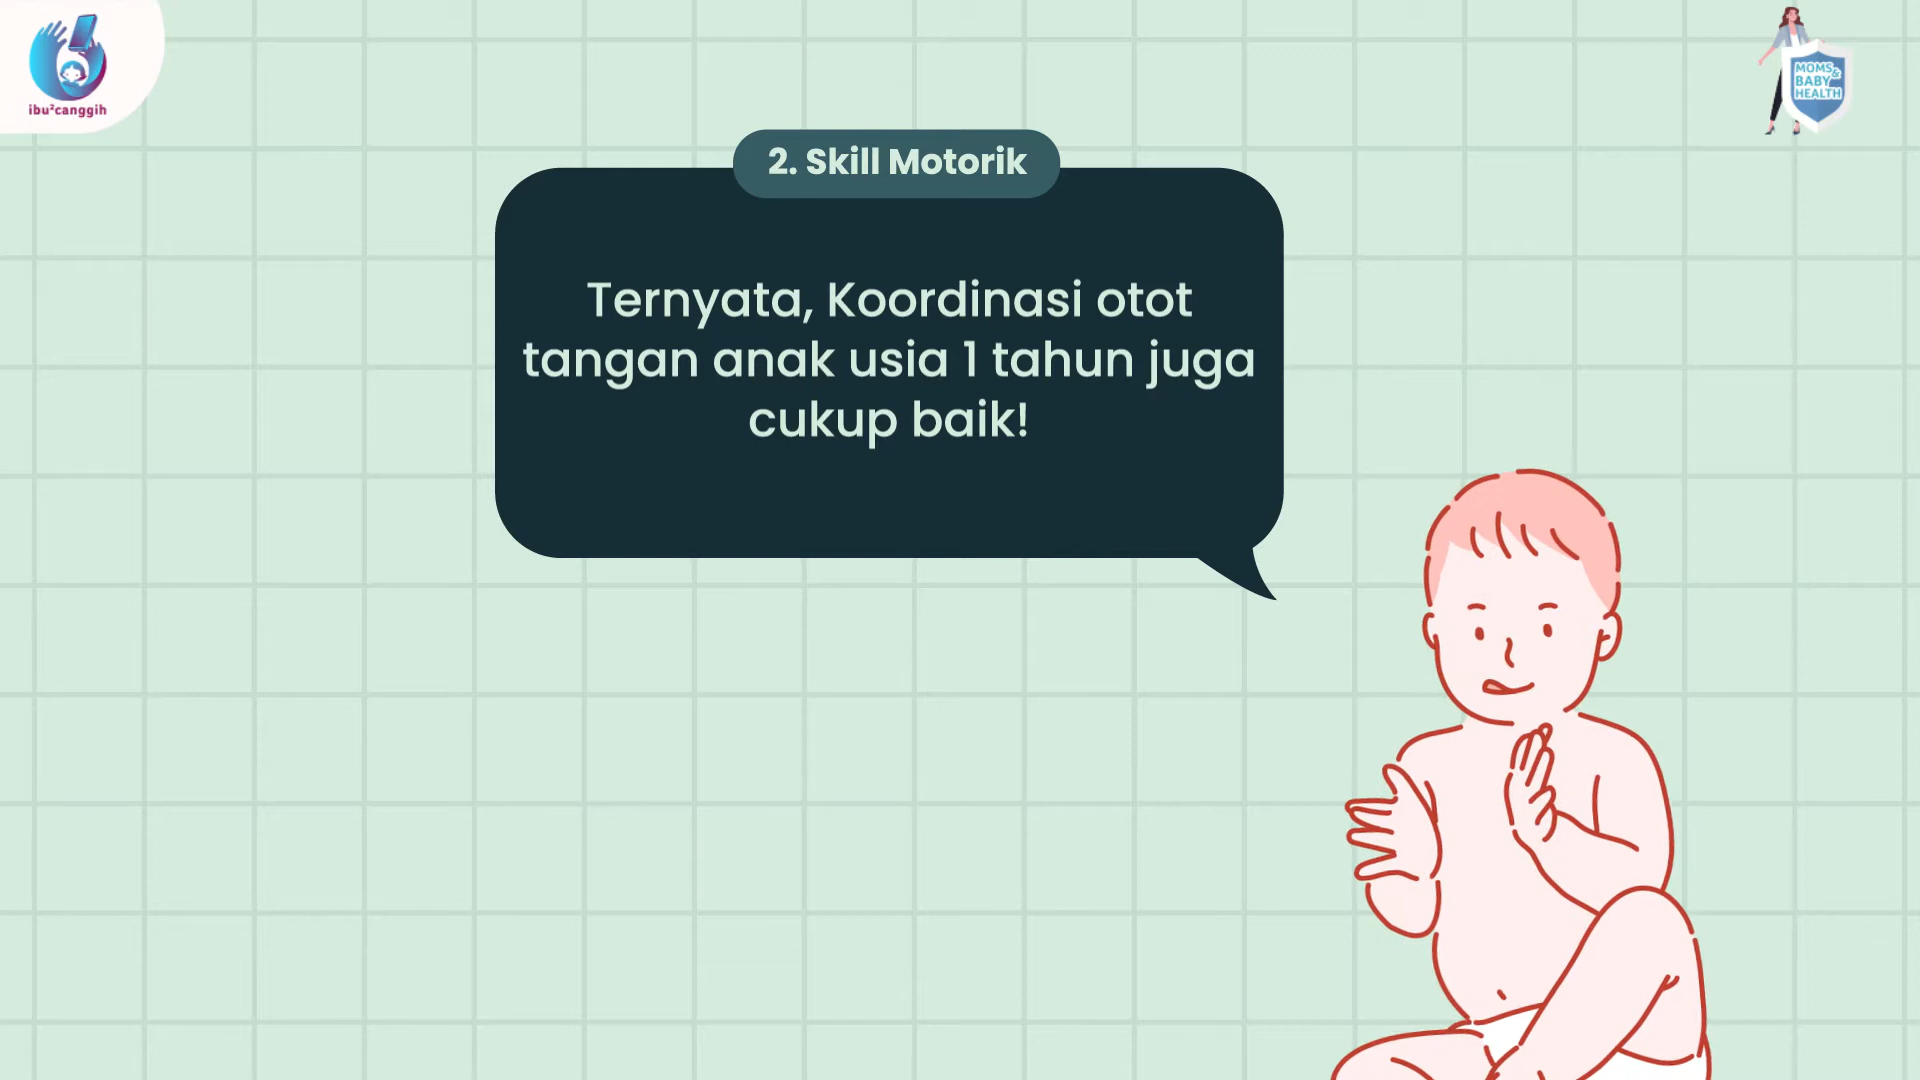 ibu²canggih
MOMS &
BABY
HEALTH
2. Skill Motorik
Ternyata, Koordinasi otot
tangan anak usia 1 tahun juga
cukup baik!